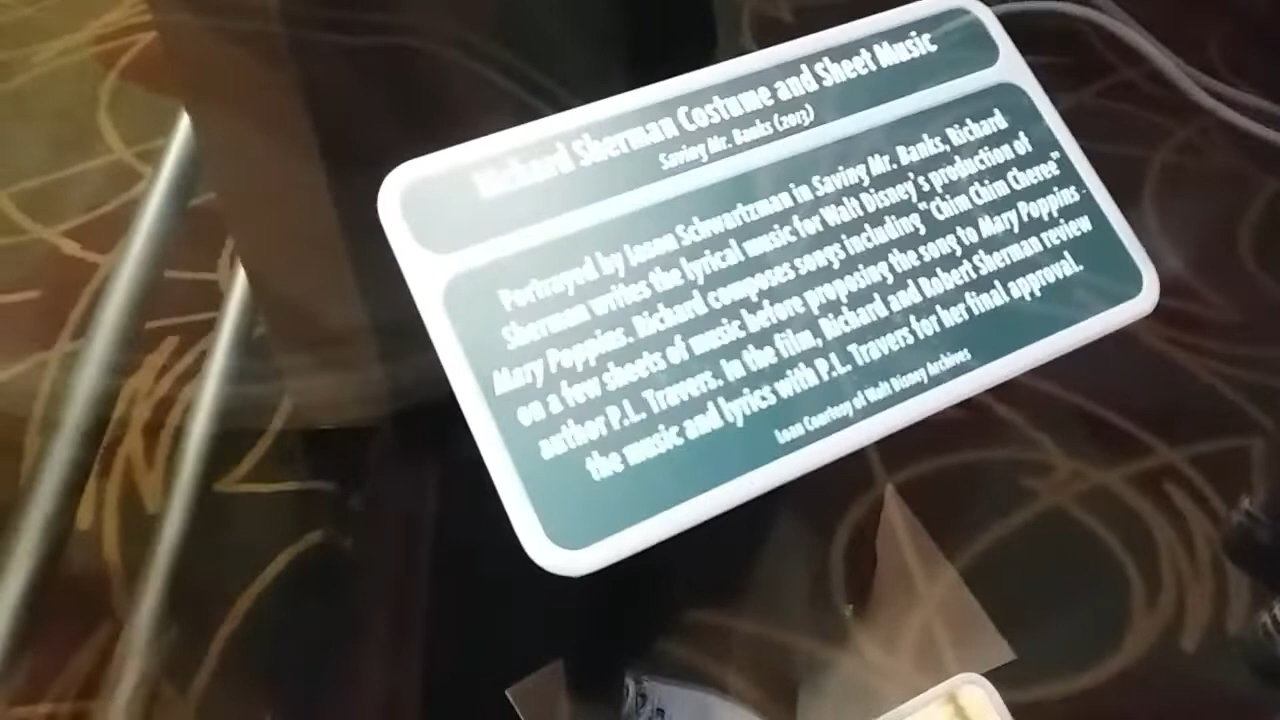 Richard Sherman Costume and Sheet Music
Saving Mr. Banks (2013)
Portrayed by Jason Schwartzman in Saving Mr. Banks, Richard
Sherman writes the lyrical music for Walt Disney's production of
Mary Poppins. Richard composes songs including "Chim Chim Cheree"
on a few sheets of music before proposing the song to Mary Poppins
author P.L. Travers. In the film, Richard and Robert Sherman review
the music and lyrics with P.L. Travers for her final approval.
Loan Courtesy of Walt Disney Archives